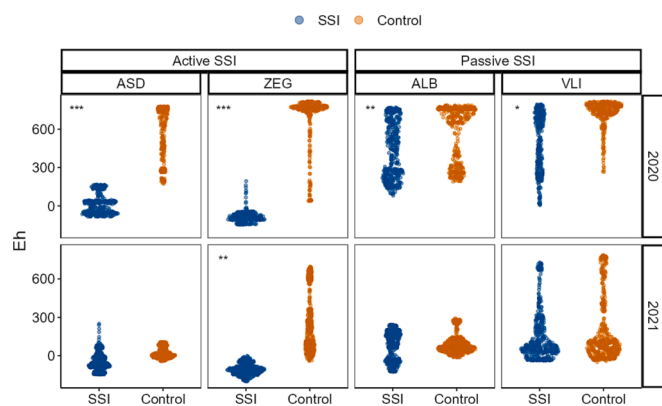 SSI Control
Active SSI Passive SSI
ASD ZEG ALB VLI
*** *** ** *
600
300
0
2020
Eh
**
600
300
0
2021
SSI Control SSI Control SSI Control SSI Control